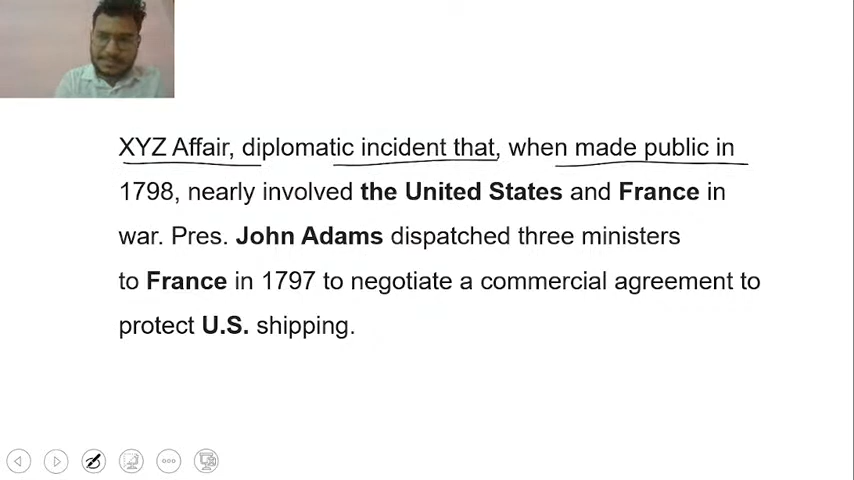 XYZ Affair, diplomatic incident that, when made public in
1798, nearly involved the United States and France in
war. Pres. John Adams dispatched three ministers
to France in 1797 to negotiate a commercial agreement to
protect U.S. shipping.